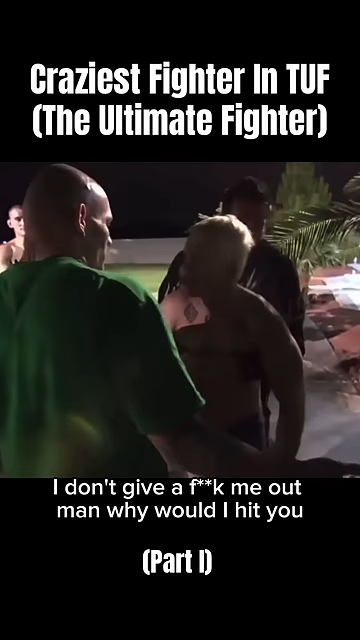 Craziest Fighter In TUF
(The Ultimate Fighter)
I don't give a f**k me out
man why would I hit you
(Part I)